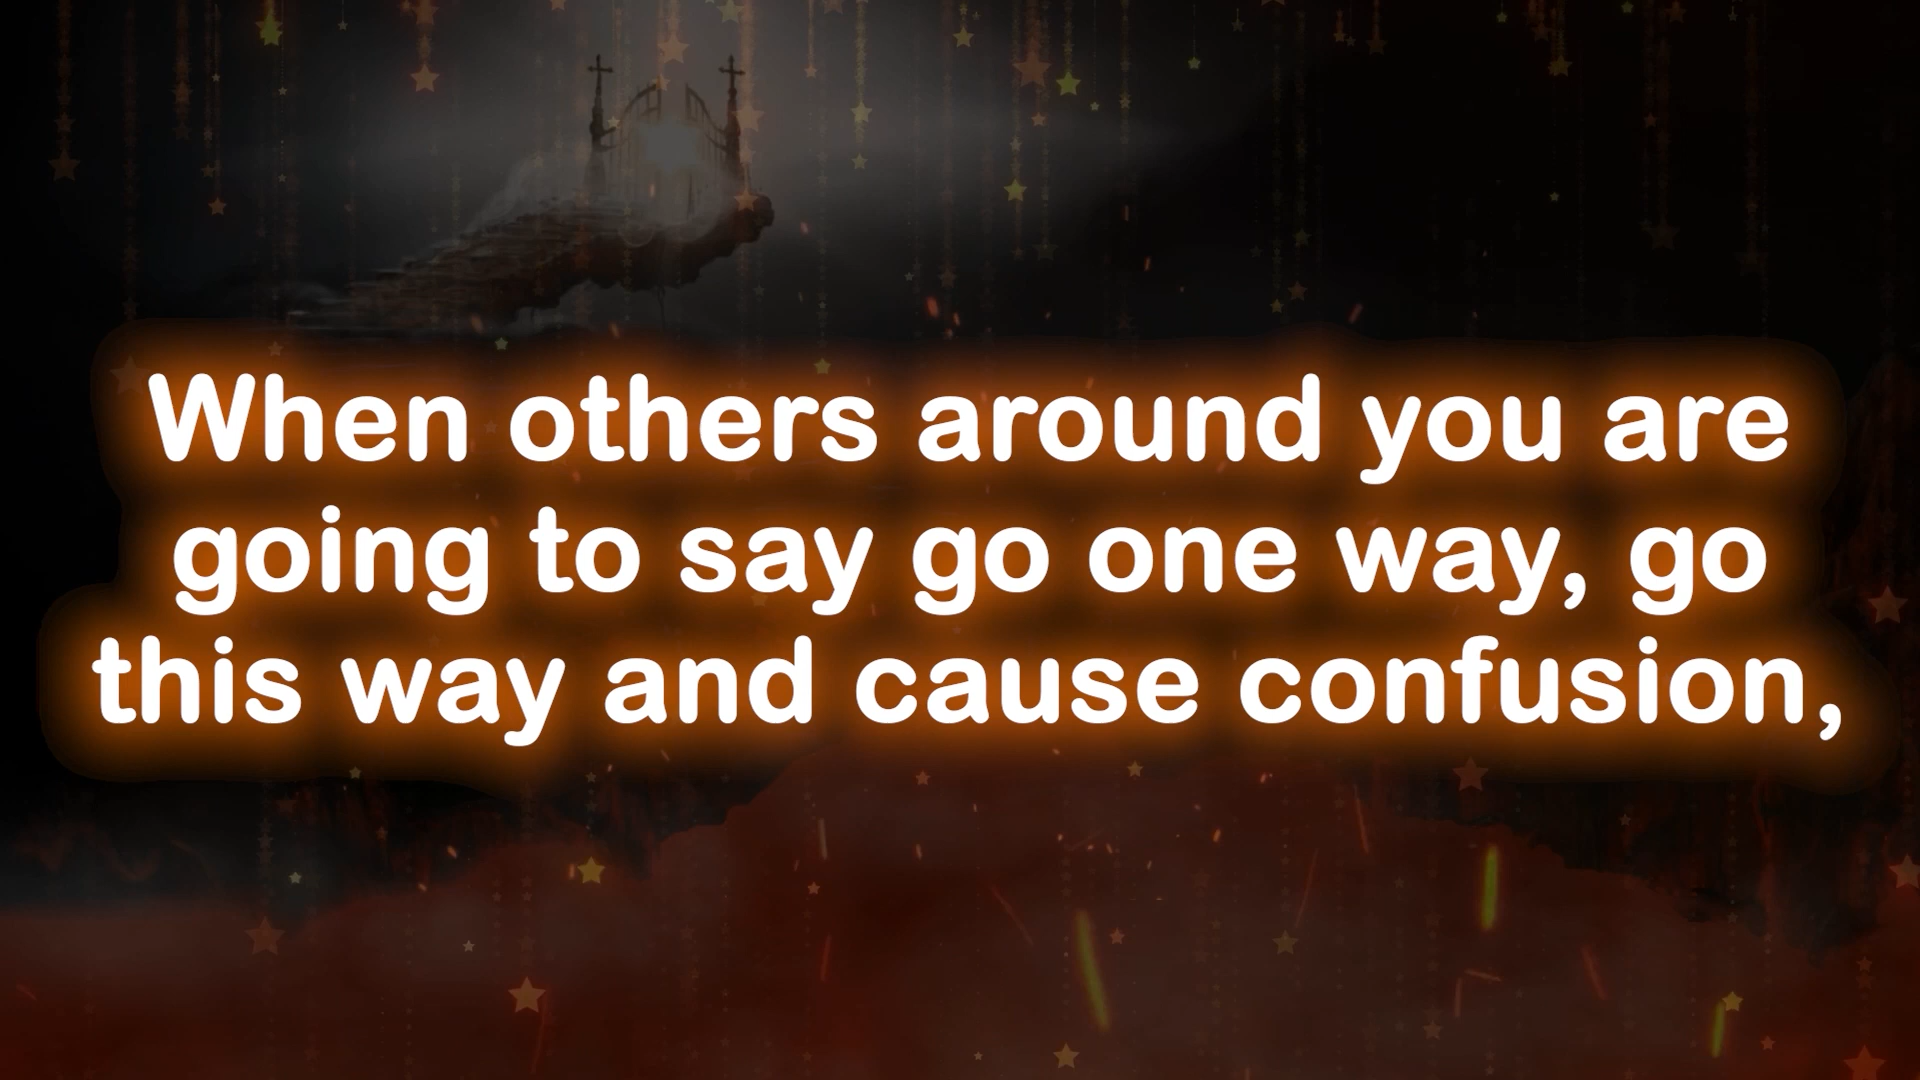 When others around you are
going to say go one way, go
this way and cause confusion,